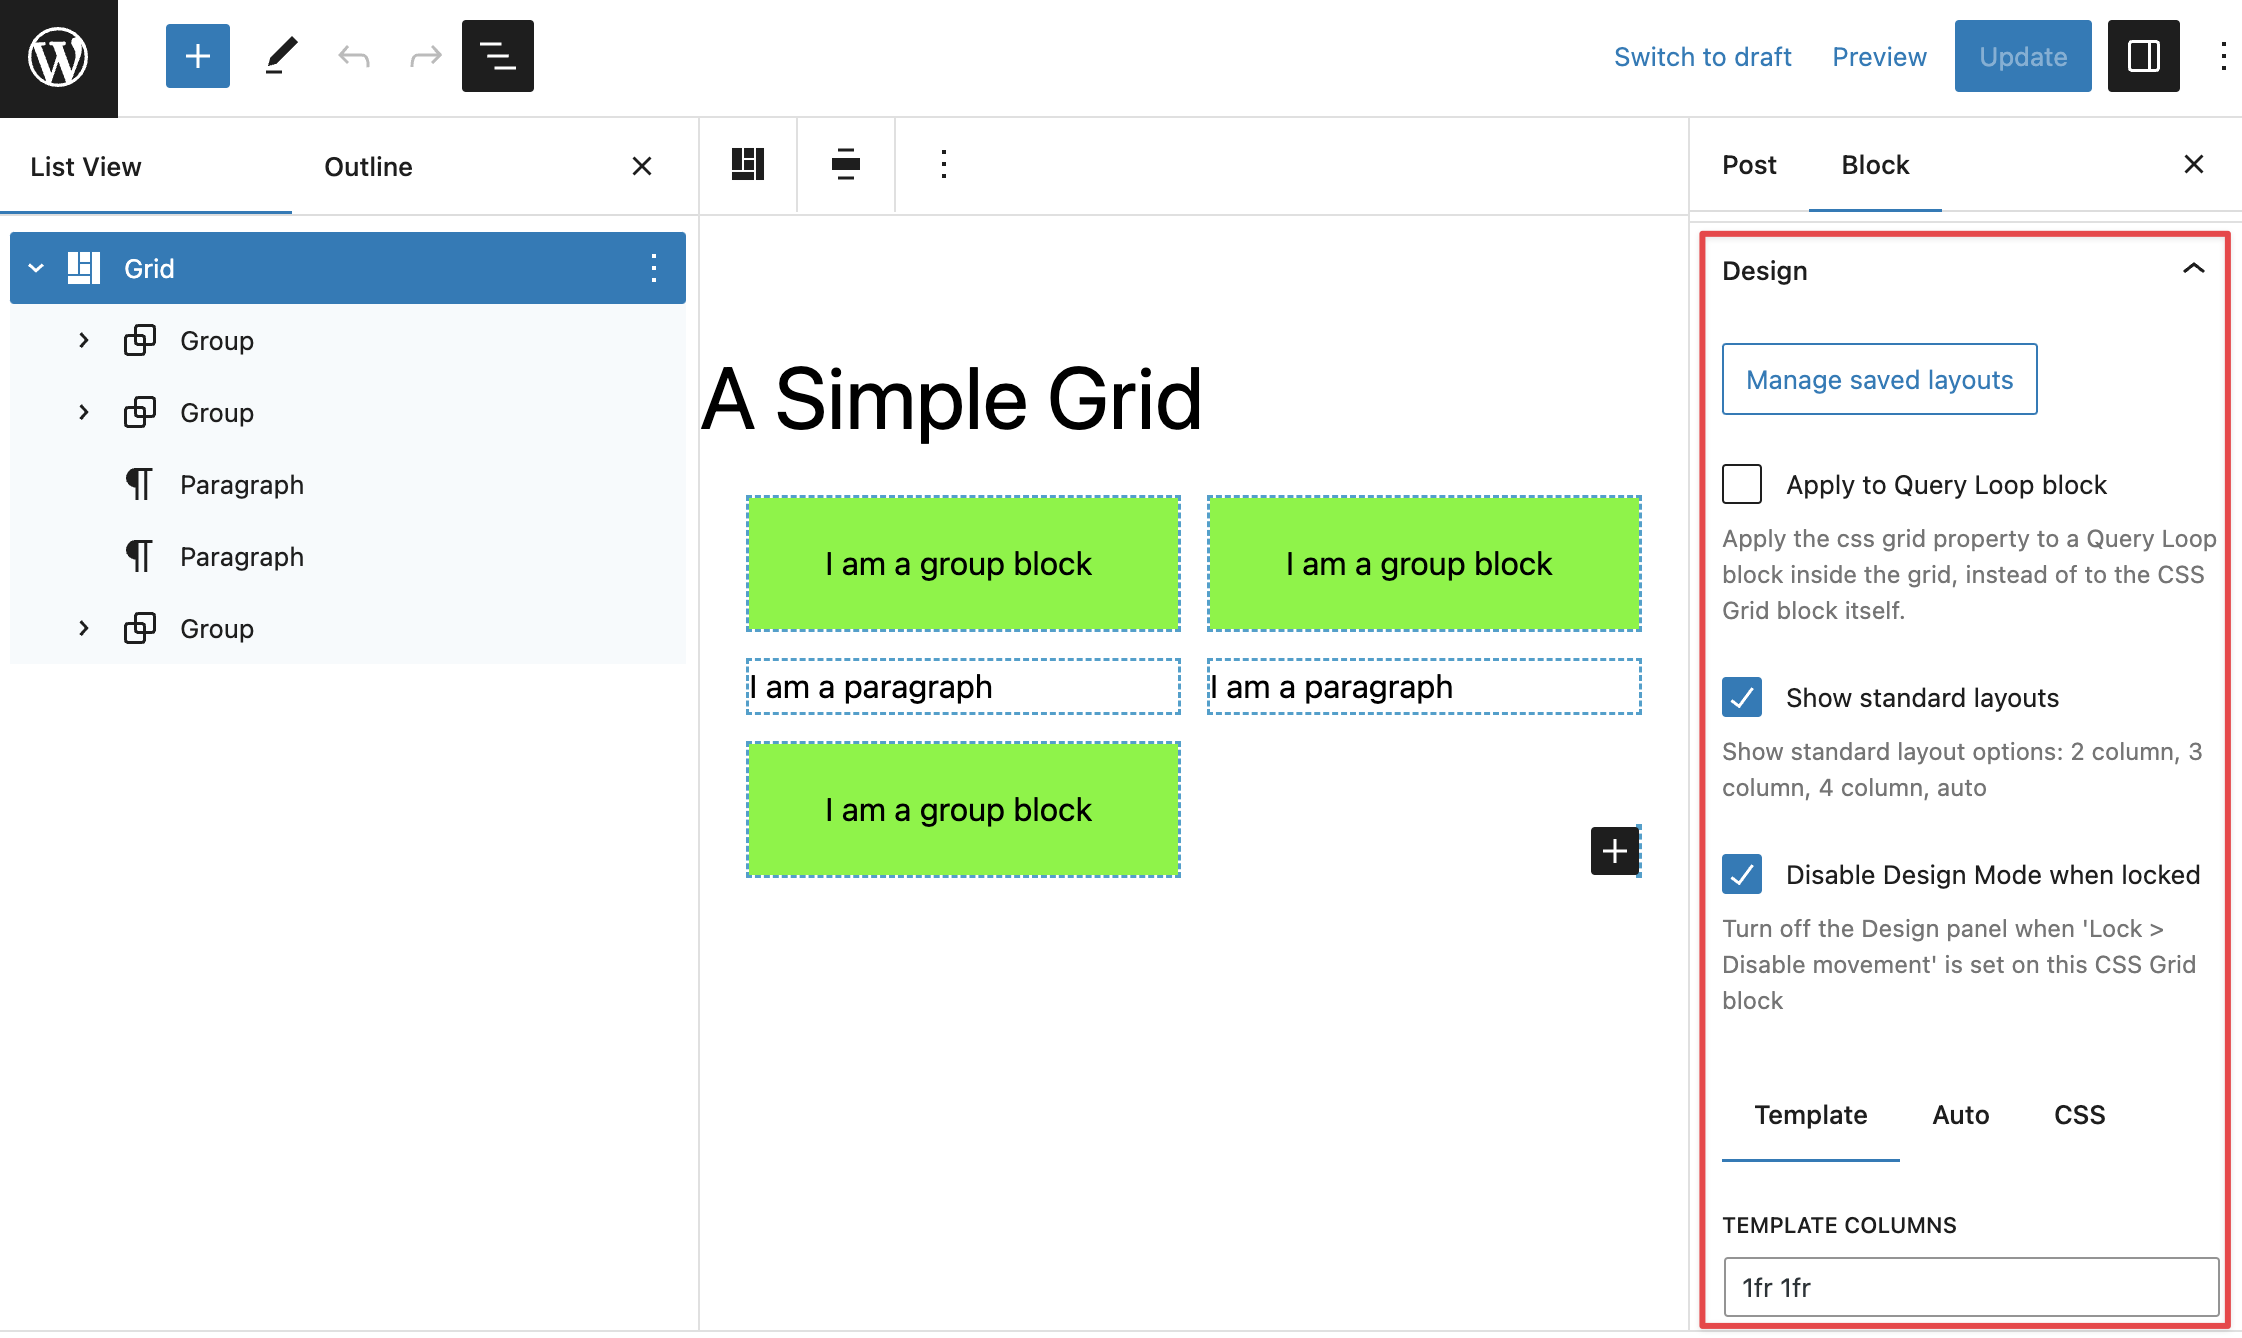 Switch to draft
Preview
Update
List View
Outline
Post
Block
Grid
Group
Group
Paragraph
Paragraph
Group
A Simple Grid
I am a group block
I am a group block
I am a paragraph
I am a paragraph
I am a group block
Design
Manage saved layouts
Apply to Query Loop block
Apply the css grid property to a Query Loop
block inside the grid, instead of to the CSS
Grid block itself.
Show standard layouts
Show standard layout options: 2 column, 3
column, 4 column, auto
Disable Design Mode when locked
Turn off the Design panel when 'Lock >
Disable movement' is set on this CSS Grid
block
Template
Auto
CSS
TEMPLATE COLUMNS
1fr 1fr